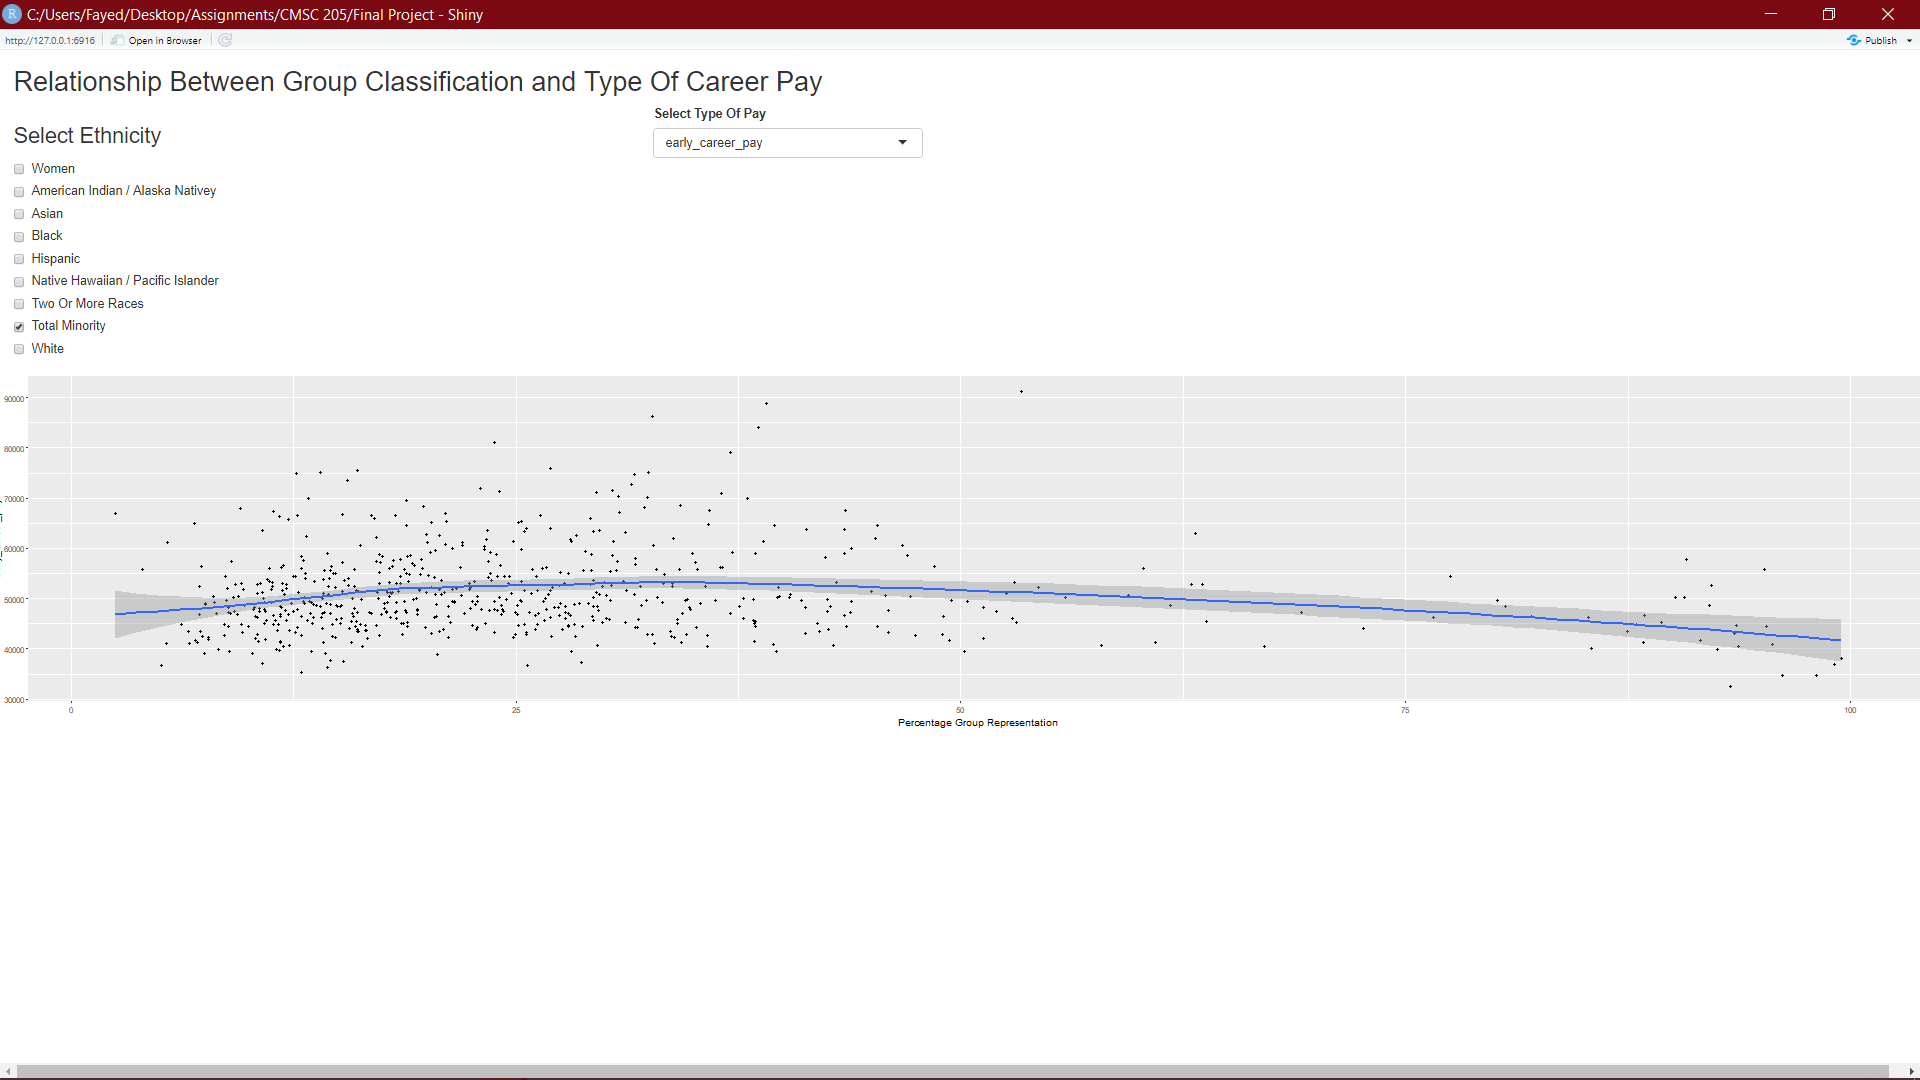 C:/Users/Fayed/Desktop/Assignments/CMSC 205/Final Project - Shiny
http://127.0.0.1:6916 Open in Browser Publish
Relationship Between Group Classification and Type Of Career Pay
Select Type Of Pay
early_career_pay
Select Ethnicity
Women
American Indian / Alaska Nativey
Asian
Black
Hispanic
Native Hawaiian / Pacific Islander
Two Or More Races
Total Minority
White
90000
80000
70000
60000
50000
40000
30000
0 25 50 75 100
Percentage Group Representation